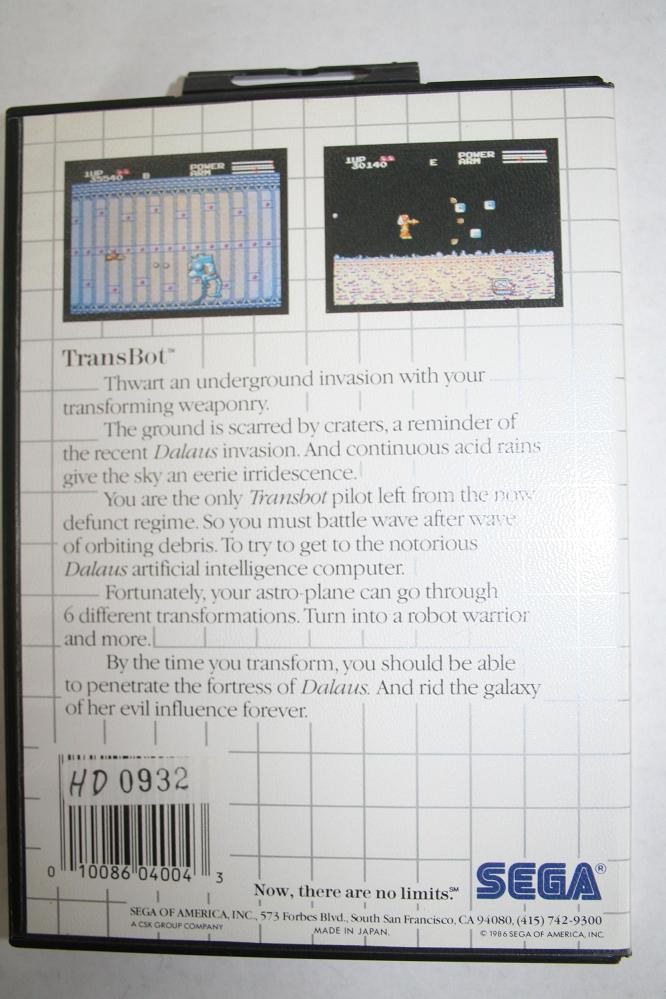 1UP
35540
B
POWER
ARM
1UP
30140
E
POWER
ARM
TransBot™
Thwart an underground invasion with your
transforming weaponry.
The ground is scarred by craters, a reminder of
the recent Dalaus invasion. And continuous acid rains
give the sky an eerie irridescence.
You are the only Transbot pilot left from the now
defunct regime. So you must battle wave after wave
of orbiting debris. To try to get to the notorious
Dalaus artificial intelligence computer.
Fortunately, your astro-plane can go through
6 different transformations. Turn into a robot warrior
and more.
By the time you transform, you should be able
to penetrate the fortress of Dalaus. And rid the galaxy
of her evil influence forever.
HD 0932
0 10086 04004 3
Now, there are no limits.℠
SEGA®
SEGA OF AMERICA, INC., 573 Forbes Blvd., South San Francisco, CA 94080, (415) 742-9300
A CSK GROUP COMPANY
MADE IN JAPAN.
© 1986 SEGA OF AMERICA, INC.